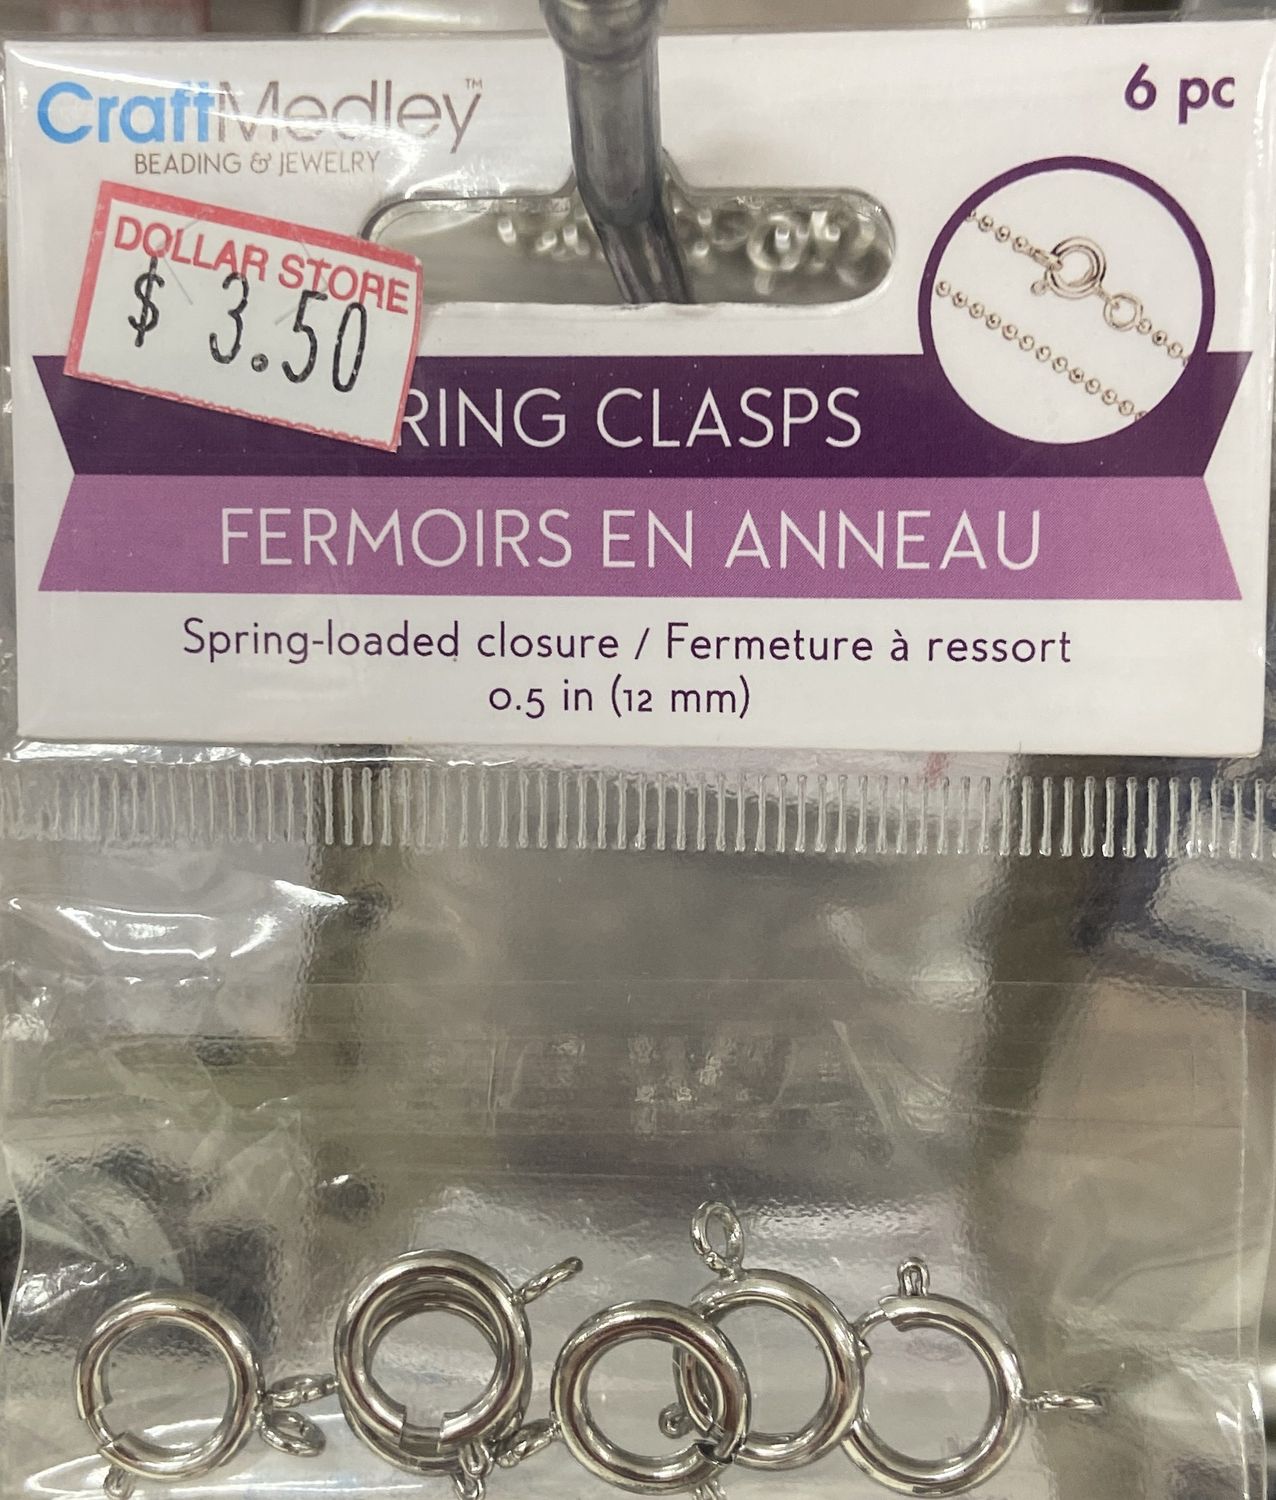 CraftMedley™
BEADING & JEWELRY
6 pc
DOLLAR STORE
$ 3.50
RING CLASPS
FERMOIRS EN ANNEAU
Spring-loaded closure / Fermeture à ressort
0.5 in (12 mm)